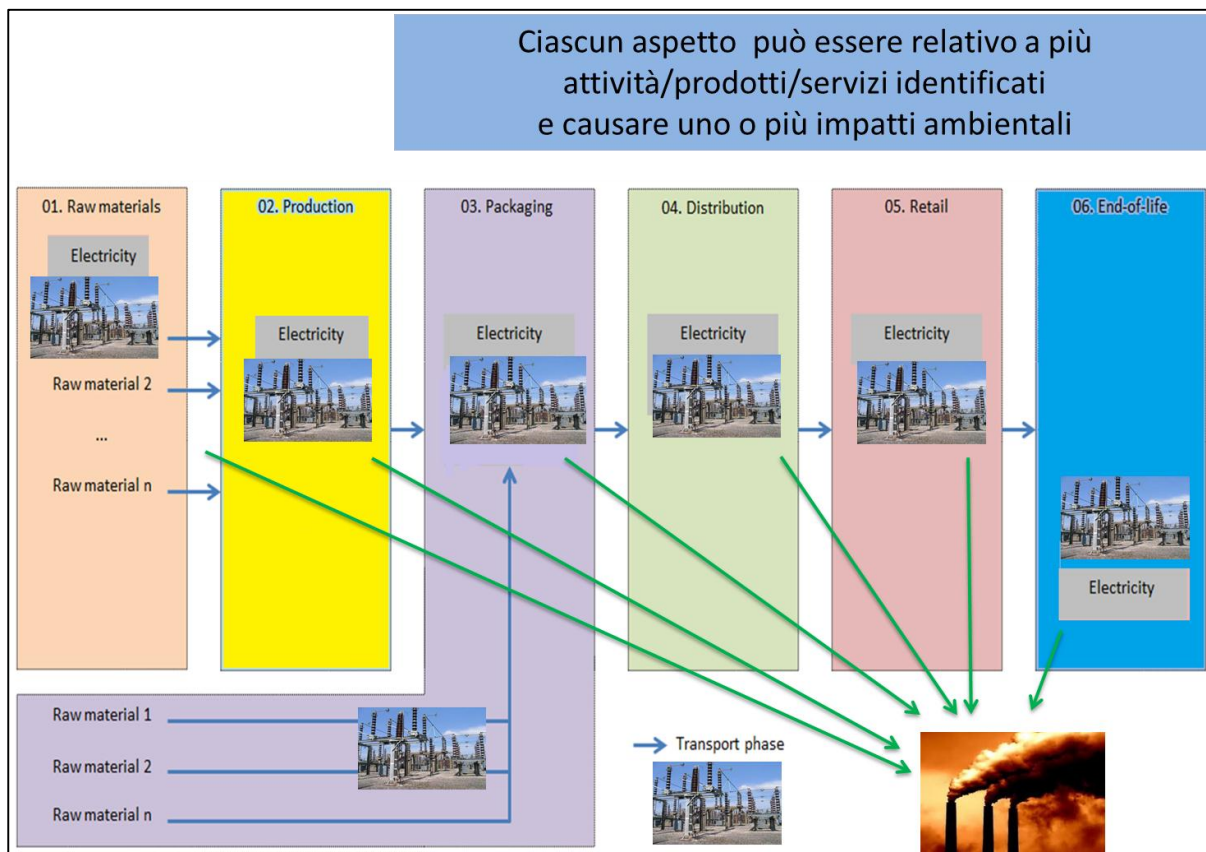 Ciascun aspetto può essere relativo a più
attività/prodotti/servizi identificati
e causare uno o più impatti ambientali
01. Raw materials
Electricity
Raw material 2
...
Raw material n
02. Production
Electricity
03. Packaging
Electricity
04. Distribution
Electricity
05. Retail
Electricity
06. End-of-life
Electricity
Raw material 1
Raw material 2
Raw material n
Transport phase